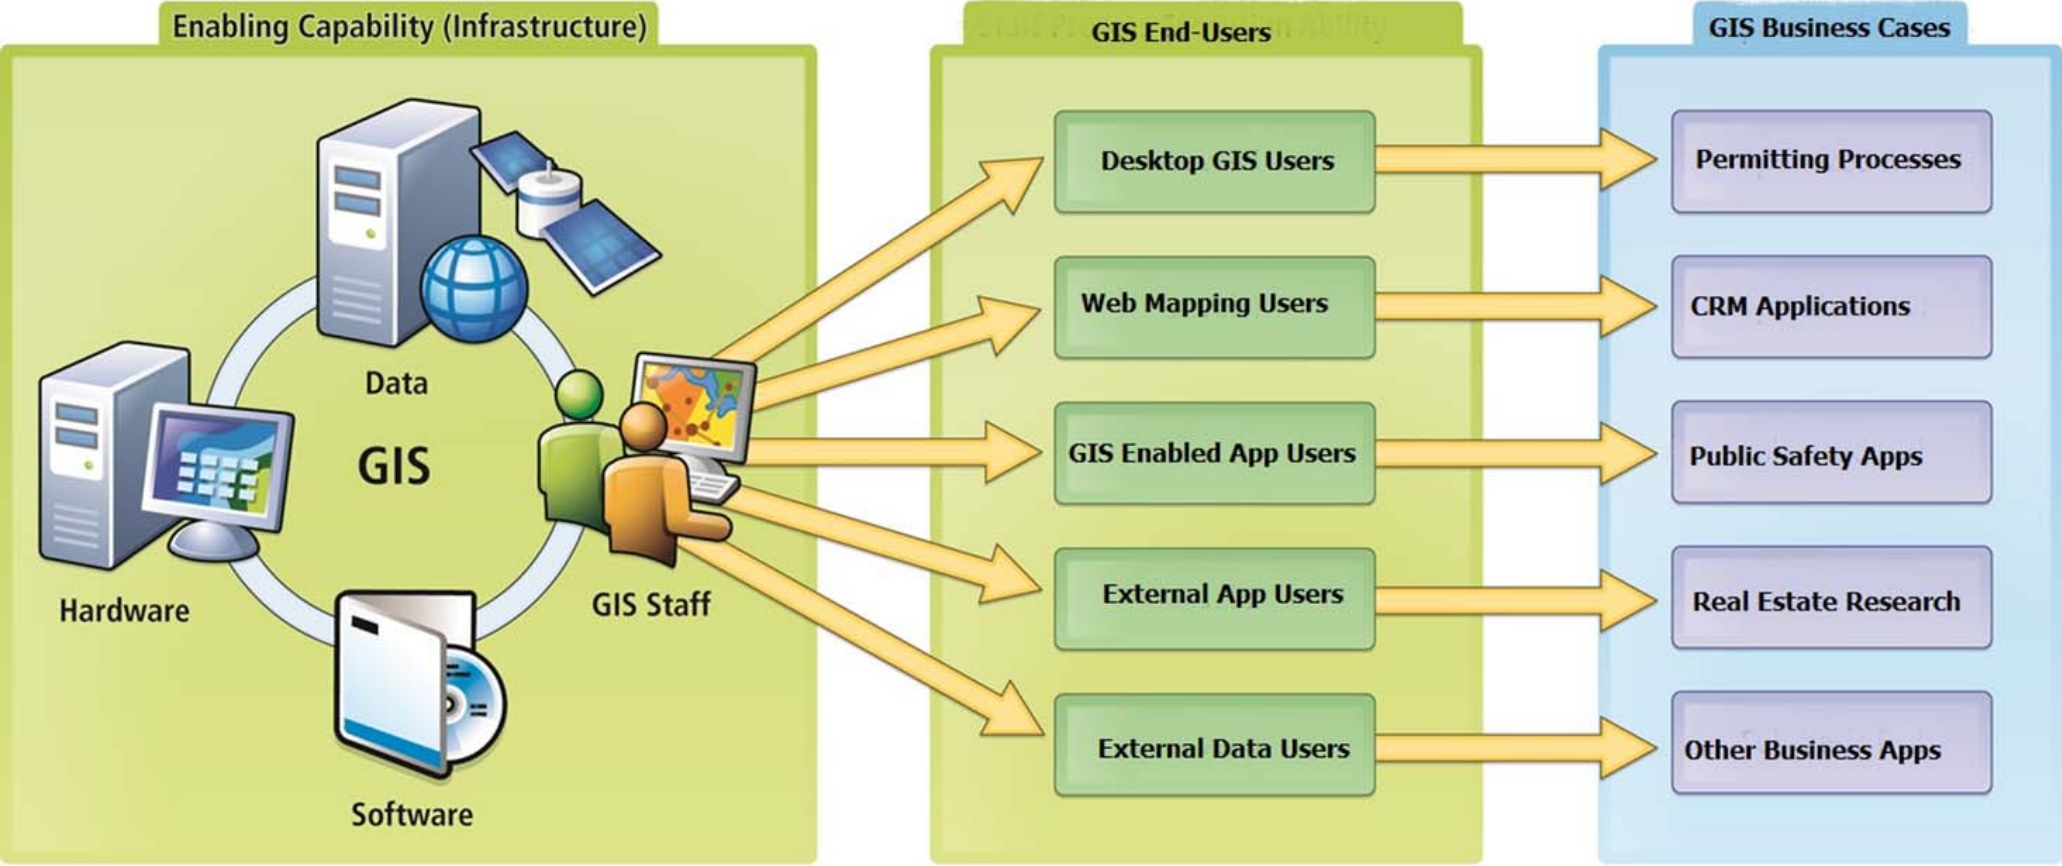 Enabling Capability (Infrastructure)
Data
GIS
Hardware
GIS Staff
Software
GIS End-Users
Desktop GIS Users
Web Mapping Users
GIS Enabled App Users
External App Users
External Data Users
GIS Business Cases
Permitting Processes
CRM Applications
Public Safety Apps
Real Estate Research
Other Business Apps